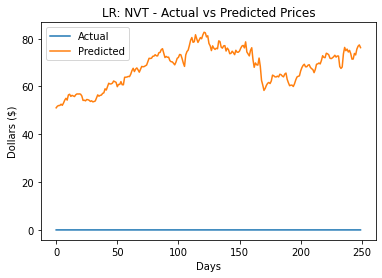 LR: NVT - Actual vs Predicted Prices
Actual
Predicted
Dollars ($)
80
60
40
20
0
0 50 100 150 200 250
Days